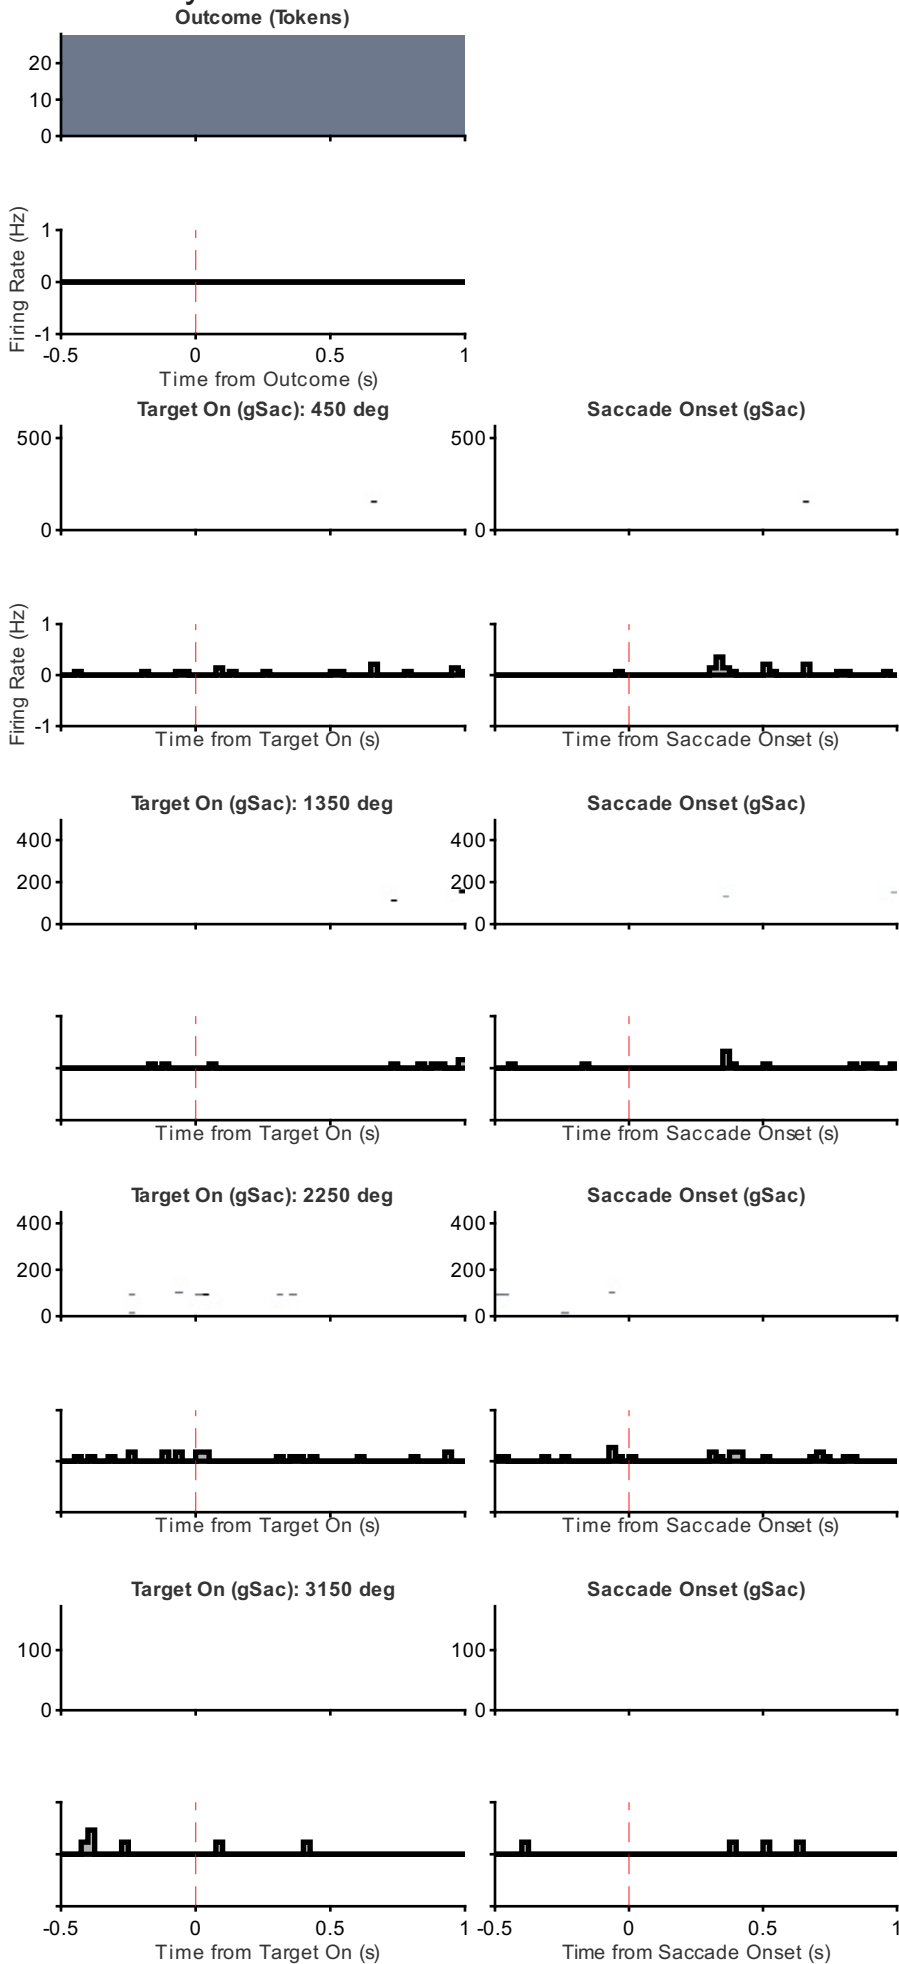 Outcome (Tokens)
20
10
0
Firing Rate (Hz)
1
0
-1
-0.5 0 0.5 1
Time from Outcome (s)
Target On (gSac): 450 deg Saccade Onset (gSac)
500 500
0 0
Firing Rate (Hz)
1
0
-1
Time from Target On (s) Time from Saccade Onset (s)
Target On (gSac): 1350 deg Saccade Onset (gSac)
400 400
200 200
0 0
Time from Target On (s) Time from Saccade Onset (s)
Target On (gSac): 2250 deg Saccade Onset (gSac)
400 400
200 200
0 0
Time from Target On (s) Time from Saccade Onset (s)
Target On (gSac): 3150 deg Saccade Onset (gSac)
100 100
0 0
-0.5 0 0.5 1 -0.5 0 0.5 1
Time from Target On (s) Time from Saccade Onset (s)